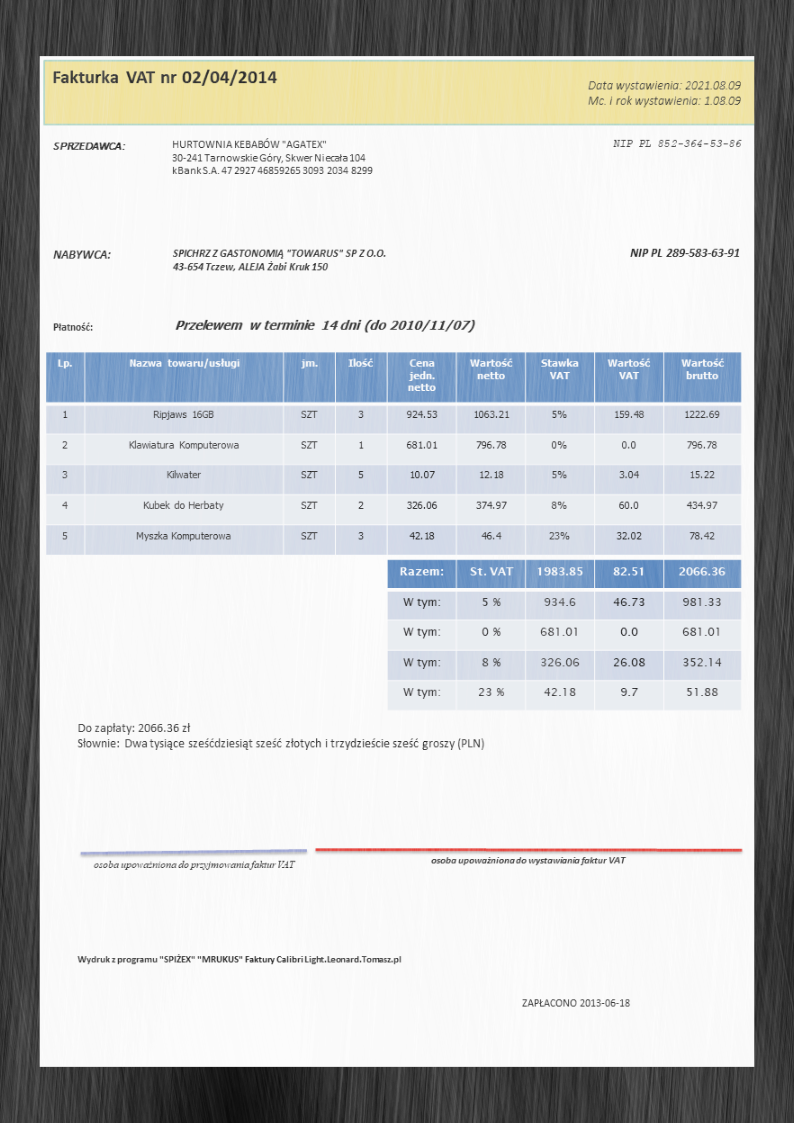 Fakturka VAT nr 02/04/2014
Data wystawienia: 2021.08.09
Mc. i rok wystawienia: 1.08.09
SPRZEDAWCA: HURTOWNIA KEBABÓW "AGATEX" NIP PL 852-364-53-86
30-241 Tarnowskie Góry, Skwer Niecała 104
kBank S.A. 47 2927 46859265 3093 2034 8299
NABYWCA: SPICHRZ Z GASTONOMIĄ "TOWARUS" SP Z O.O. NIP PL 289-583-63-91
43-654 Tczew, ALEJA Żabi Kruk 150
Płatność: Przelewem w terminie 14 dni (do 2010/11/07)
Lp. Nazwa towaru/usługi jm. Ilość Cena jedn. netto Wartość netto Stawka VAT Wartość VAT Wartość brutto
1 Ripjaws 16GB SZT 3 924.53 1063.21 5% 159.48 1222.69
2 Klawiatura Komputerowa SZT 1 681.01 796.78 0% 0.0 796.78
3 Kilwater SZT 5 10.07 12.18 5% 3.04 15.22
4 Kubek do Herbaty SZT 2 326.06 374.97 8% 60.0 434.97
5 Myszka Komputerowa SZT 3 42.18 46.4 23% 32.02 78.42
Razem: St. VAT 1983.85 82.51 2066.36
W tym: 5 % 934.6 46.73 981.33
W tym: 0 % 681.01 0.0 681.01
W tym: 8 % 326.06 26.08 352.14
W tym: 23 % 42.18 9.7 51.88
Do zapłaty: 2066.36 zł
Słownie: Dwa tysiące sześćdziesiąt sześć złotych i trzydzieście sześć groszy (PLN)
osoba upoważniona do przyjmowania faktur VAT
osoba upoważniona do wystawiania faktur VAT
Wydruk z programu "SPIŻEX" "MRUKUS" Faktury Calibri Light.Leonard.Tomasz.pl
ZAPŁACONO 2013-06-18